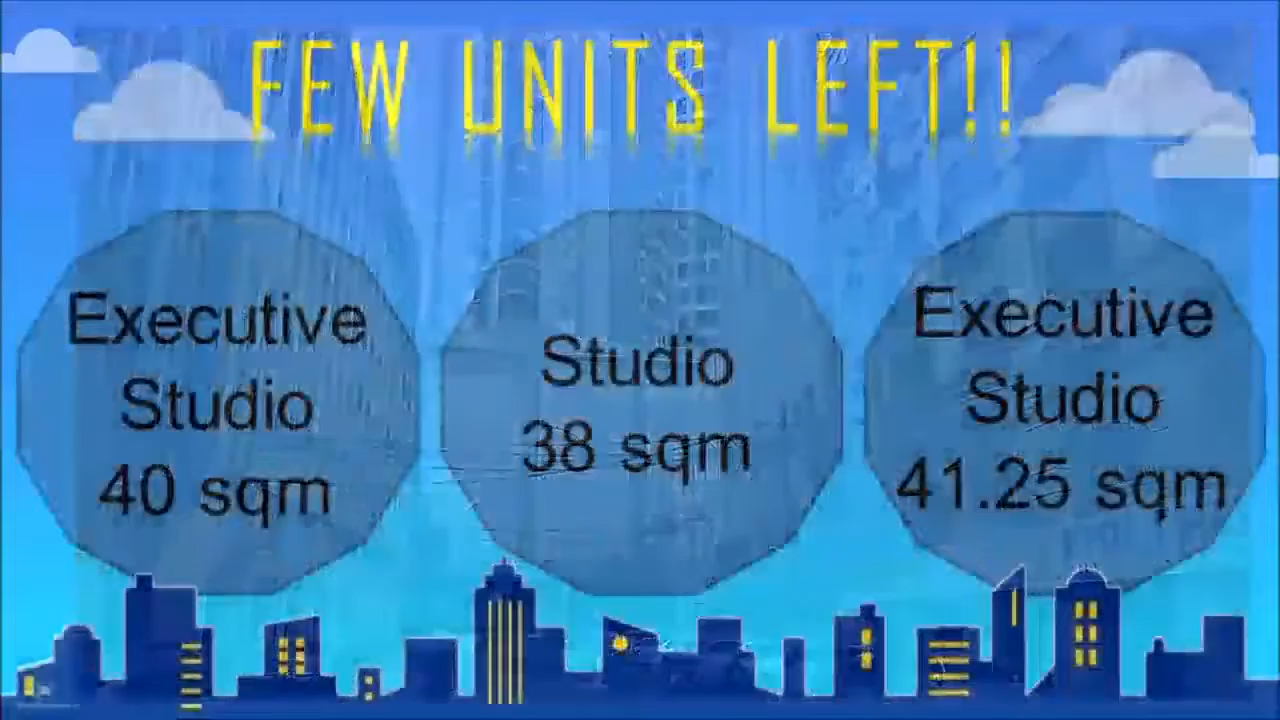 FEW UNITS LEFT!!
Executive
Studio
40 sqm
Studio
38 sqm
Executive
Studio
41.25 sqm